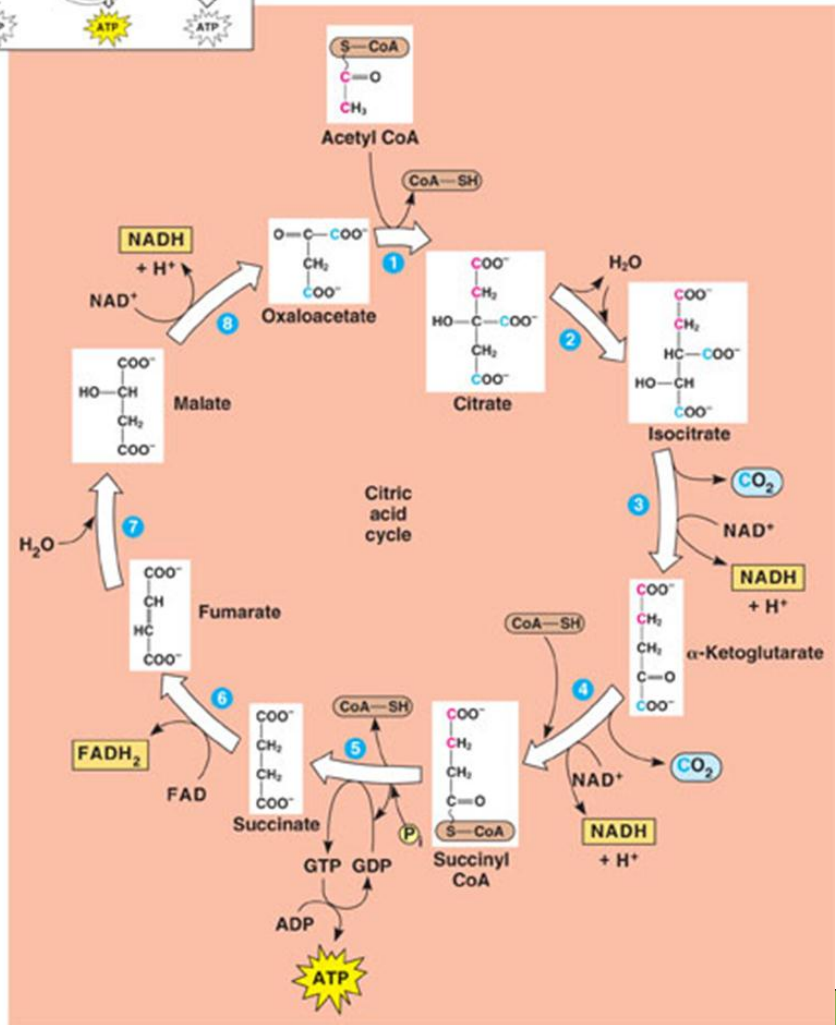 P
ATP
ATP
S—CoA
C=O
CH₃
Acetyl CoA
CoA—SH
NADH
+ H⁺
NAD⁺
8
O=C—COO⁻
CH₂
COO⁻
Oxaloacetate
1
COO⁻
CH₂
HO—C—COO⁻
CH₂
COO⁻
Citrate
H₂O
2
COO⁻
CH₂
HC—COO⁻
HO—CH
COO⁻
Isocitrate
COO⁻
HO—CH
CH₂
COO⁻
Malate
Citric
acid
cycle
3
CO₂
NAD⁺
NADH
+ H⁺
H₂O
7
COO⁻
CH
HC
COO⁻
Fumarate
CoA—SH
COO⁻
CH₂
CH₂
C=O
COO⁻
α-Ketoglutarate
4
CO₂
NAD⁺
NADH
+ H⁺
6
FADH₂
FAD
COO⁻
CH₂
CH₂
COO⁻
Succinate
CoA—SH
5
COO⁻
CH₂
CH₂
C=O
S—CoA
Succinyl
CoA
P
GTP GDP
ADP
ATP